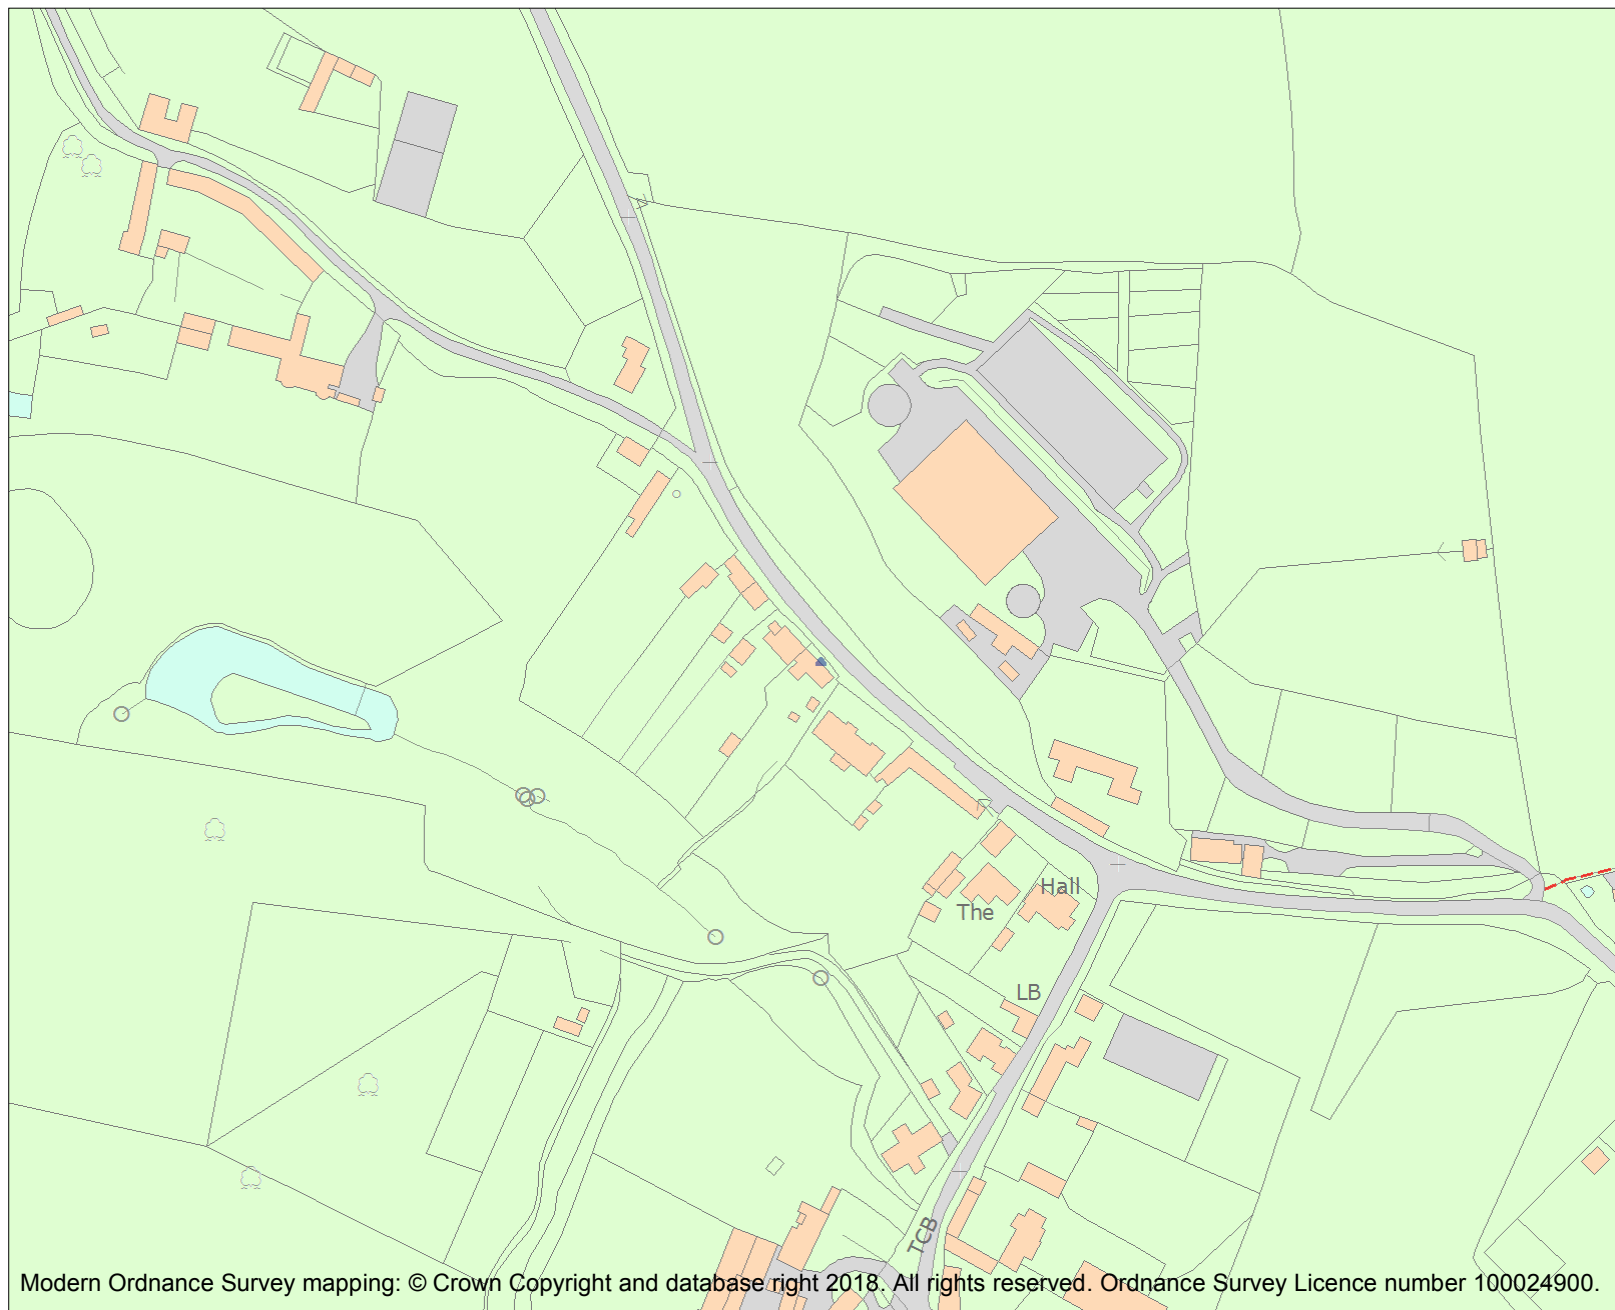 Hall
The
LB
TCB
Modern Ordnance Survey mapping: © Crown Copyright and database right 2018. All rights reserved. Ordnance Survey Licence number 100024900.